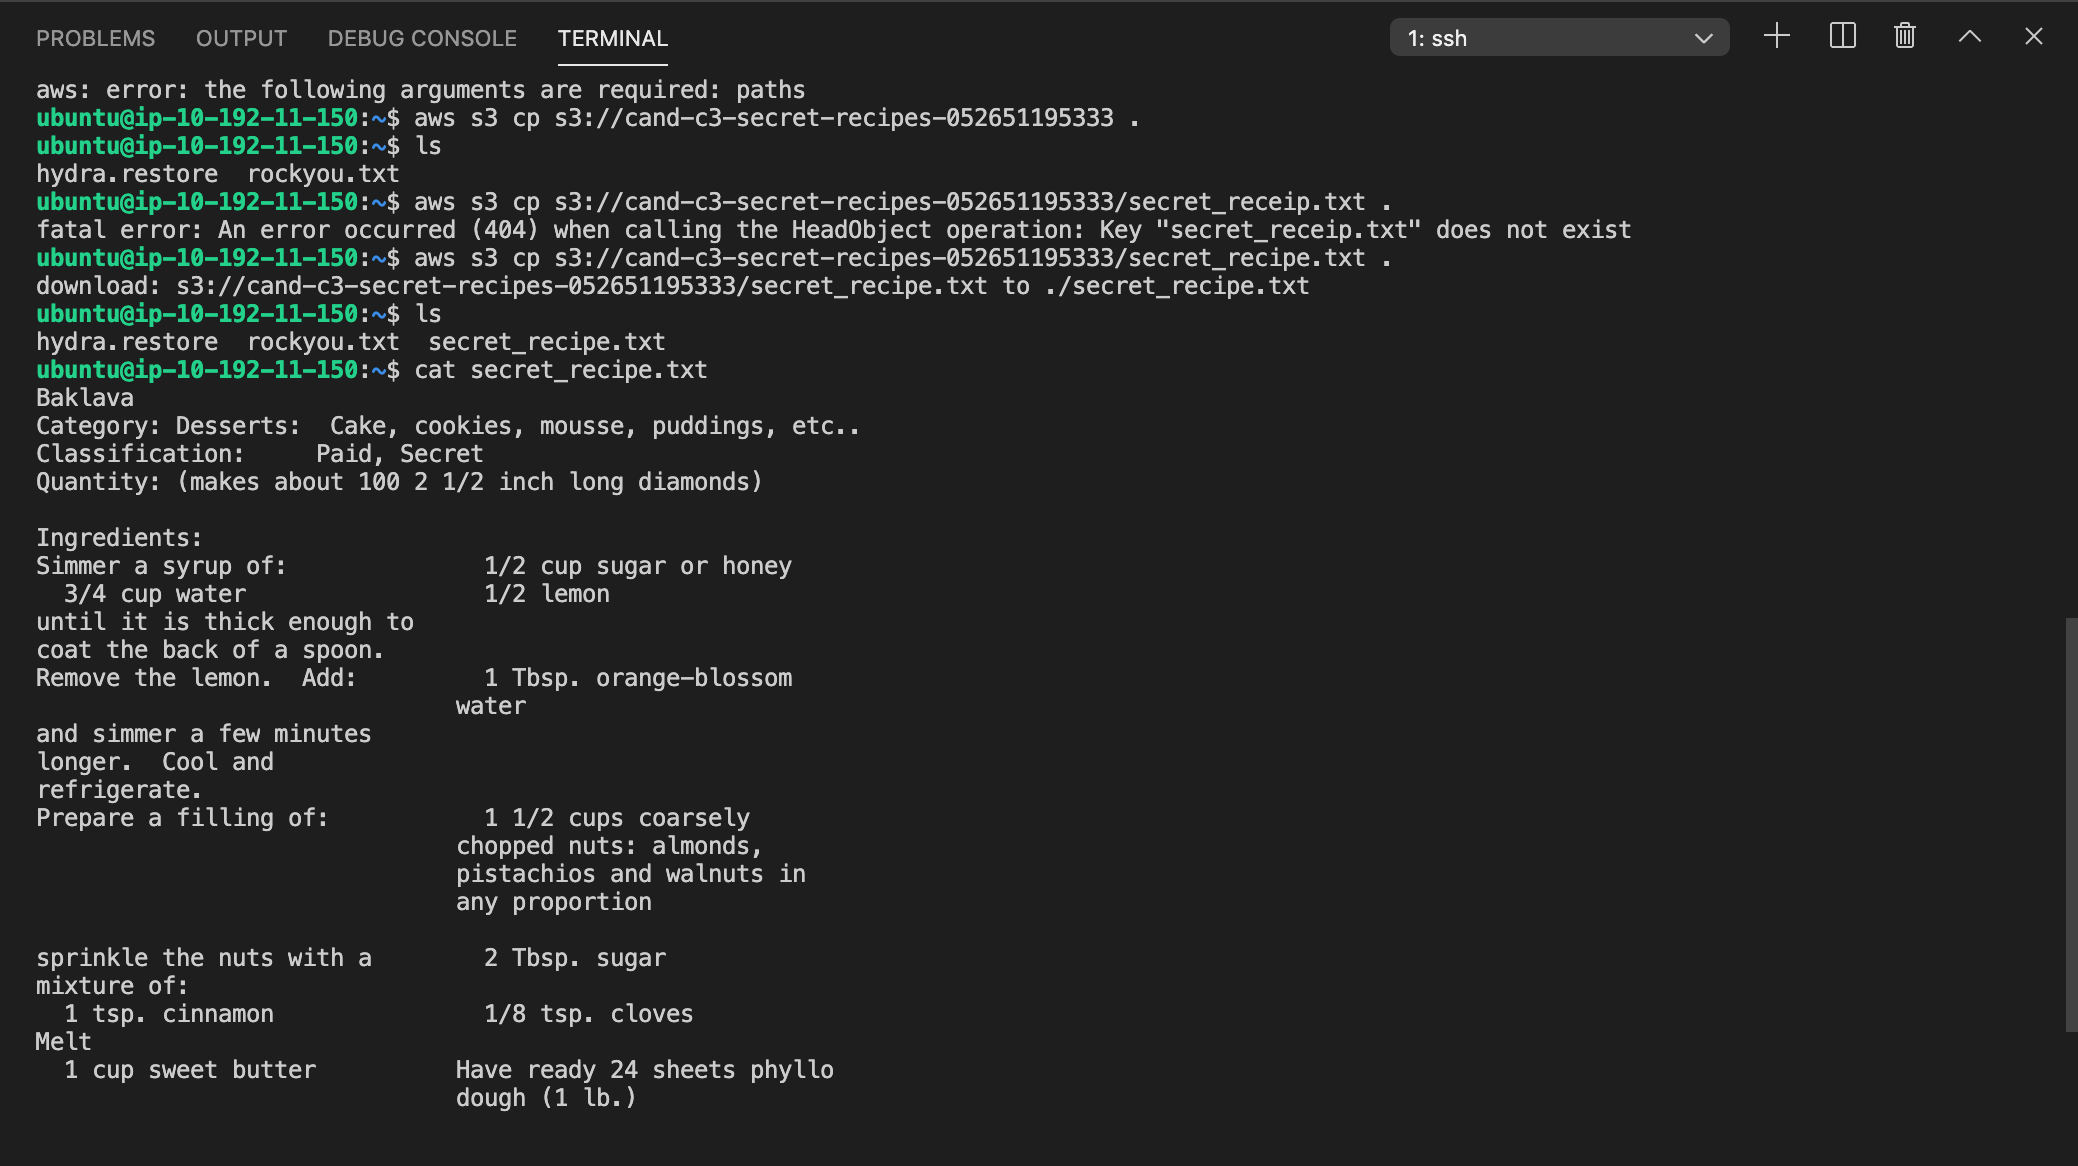 PROBLEMS OUTPUT DEBUG CONSOLE TERMINAL 1: ssh
aws: error: the following arguments are required: paths
ubuntu@ip-10-192-11-150:~$ aws s3 cp s3://cand-c3-secret-recipes-052651195333 .
ubuntu@ip-10-192-11-150:~$ ls
hydra.restore  rockyou.txt
ubuntu@ip-10-192-11-150:~$ aws s3 cp s3://cand-c3-secret-recipes-052651195333/secret_receip.txt .
fatal error: An error occurred (404) when calling the HeadObject operation: Key "secret_receip.txt" does not exist
ubuntu@ip-10-192-11-150:~$ aws s3 cp s3://cand-c3-secret-recipes-052651195333/secret_recipe.txt .
download: s3://cand-c3-secret-recipes-052651195333/secret_recipe.txt to ./secret_recipe.txt
ubuntu@ip-10-192-11-150:~$ ls
hydra.restore  rockyou.txt  secret_recipe.txt
ubuntu@ip-10-192-11-150:~$ cat secret_recipe.txt
Baklava
Category: Desserts:  Cake, cookies, mousse, puddings, etc..
Classification:     Paid, Secret
Quantity: (makes about 100 2 1/2 inch long diamonds)
Ingredients:
Simmer a syrup of:              1/2 cup sugar or honey
  3/4 cup water                 1/2 lemon
until it is thick enough to
coat the back of a spoon.
Remove the lemon.  Add:         1 Tbsp. orange-blossom
                              water
and simmer a few minutes
longer.  Cool and
refrigerate.
Prepare a filling of:           1 1/2 cups coarsely
                              chopped nuts: almonds,
                              pistachios and walnuts in
                              any proportion
sprinkle the nuts with a        2 Tbsp. sugar
mixture of:
  1 tsp. cinnamon               1/8 tsp. cloves
Melt
  1 cup sweet butter          Have ready 24 sheets phyllo
                              dough (1 lb.)